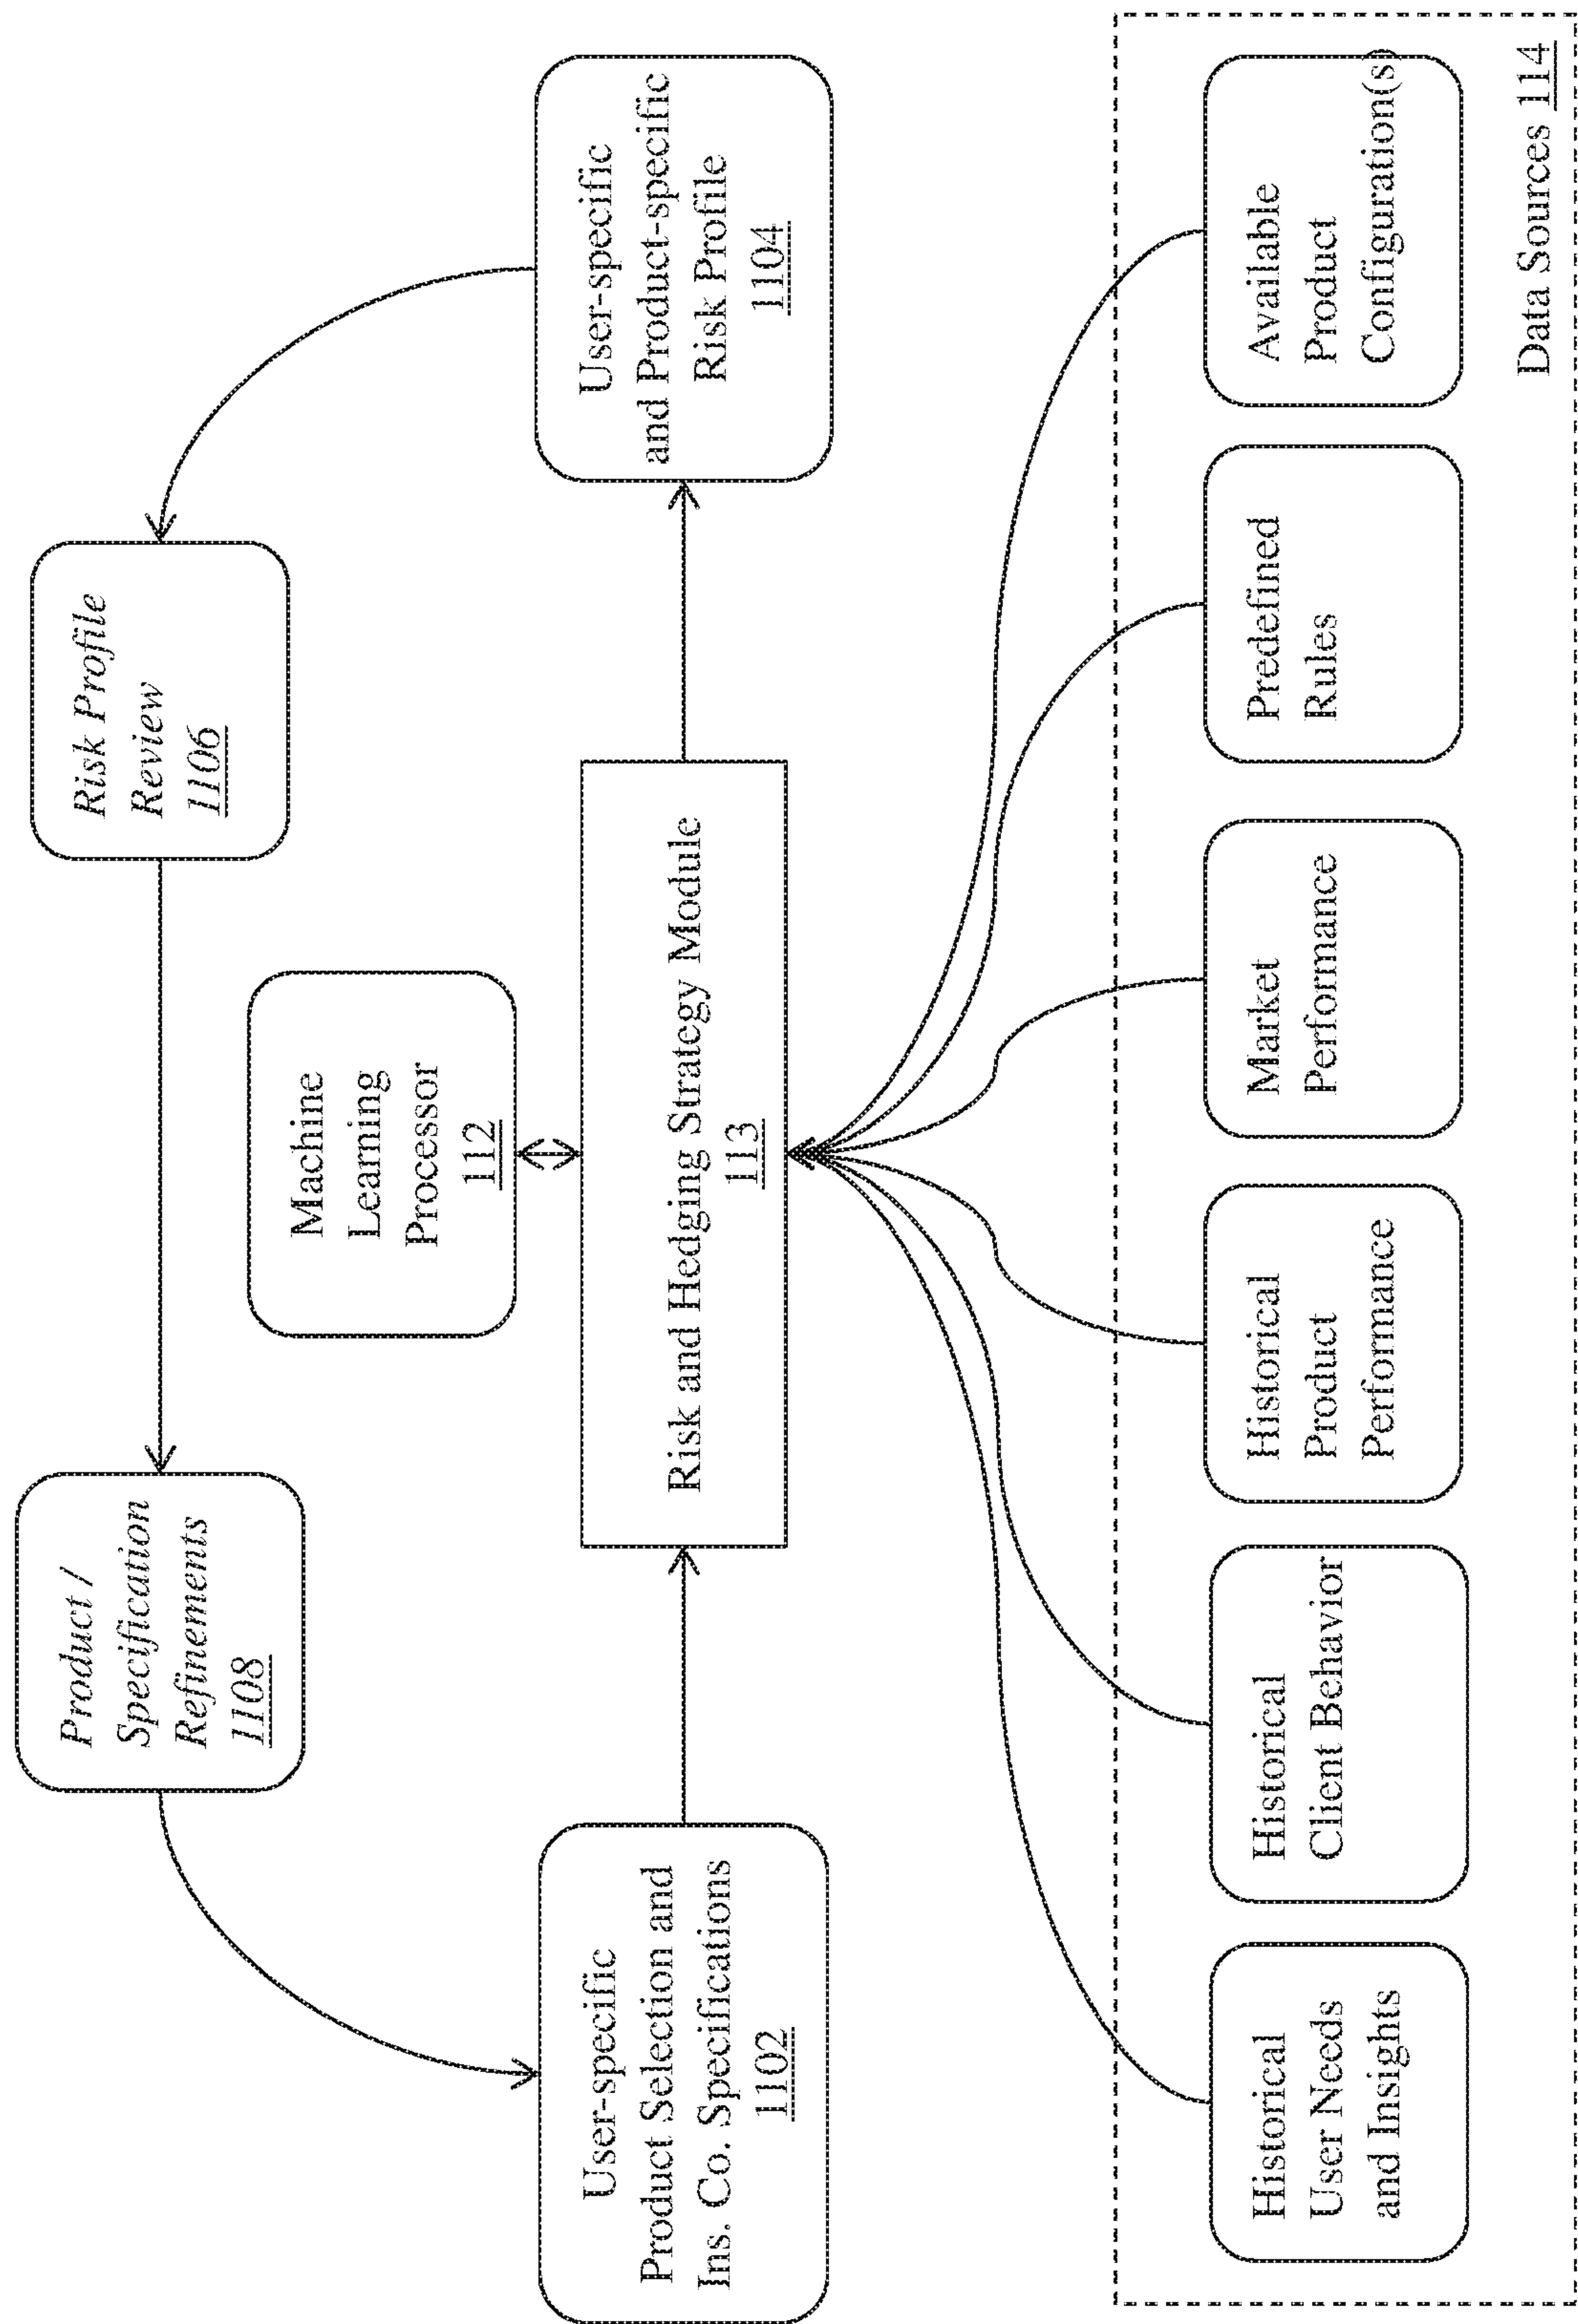 Product /
Specification
Refinements
1108
Risk Profile
Review
1106
Machine
Learning
Processor
112
User-specific
Product Selection and
Ins. Co. Specifications
1102
Risk and Hedging Strategy Module
113
User-specific
and Product-specific
Risk Profile
1104
Historical
User Needs
and Insights
Historical
Client Behavior
Historical
Product
Performance
Market
Performance
Predefined
Rules
Available
Product
Configuration(s)
Data Sources 114